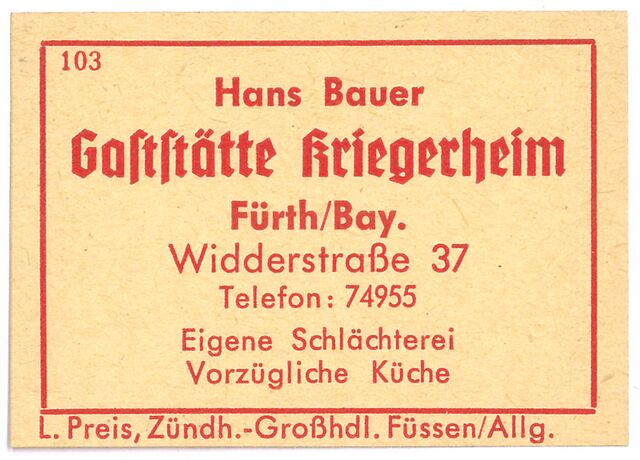 103
Hans Bauer
Gaststätte Kriegerheim
Fürth/Bay.
Widderstraße 37
Telefon: 74955
Eigene Schlächterei
Vorzügliche Küche
L. Preis, Zündh.-Großhdl. Füssen/Allg.